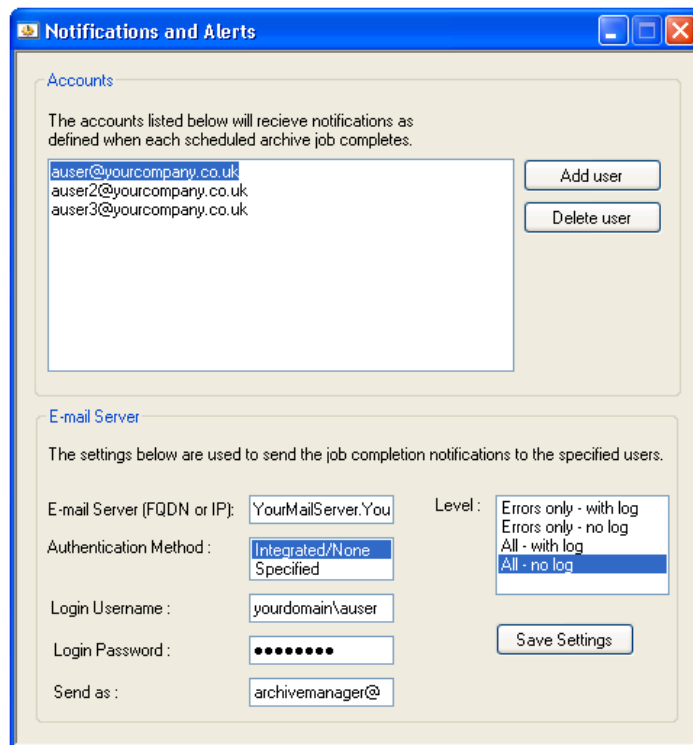 Notifications and Alerts
Accounts
The accounts listed below will recieve notifications as
defined when each scheduled archive job completes.
auser@yourcompany.co.uk
auser2@yourcompany.co.uk
auser3@yourcompany.co.uk
Add user
Delete user
E-mail Server
The settings below are used to send the job completion notifications to the specified users.
E-mail Server (FQDN or IP): YourMailServer.You
Authentication Method : Integrated/None
Specified
Login Username : yourdomain\auser
Login Password : ●●●●●●●●
Send as : archivemanager@
Level : Errors only - with log
Errors only - no log
All - with log
All - no log
Save Settings